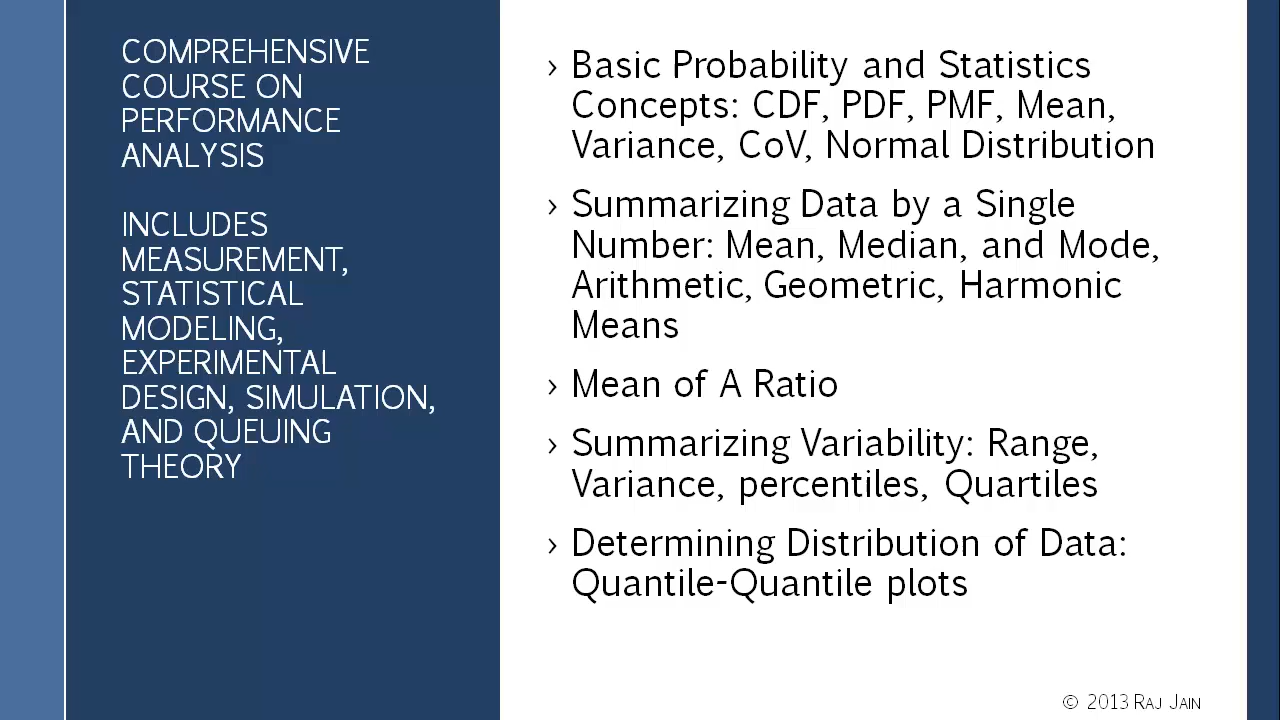 COMPREHENSIVE
COURSE ON
PERFORMANCE
ANALYSIS
INCLUDES
MEASUREMENT,
STATISTICAL
MODELING,
EXPERIMENTAL
DESIGN, SIMULATION,
AND QUEUING
THEORY
› Basic Probability and Statistics
Concepts: CDF, PDF, PMF, Mean,
Variance, CoV, Normal Distribution
› Summarizing Data by a Single
Number: Mean, Median, and Mode,
Arithmetic, Geometric, Harmonic
Means
› Mean of A Ratio
› Summarizing Variability: Range,
Variance, percentiles, Quartiles
› Determining Distribution of Data:
Quantile-Quantile plots
© 2013 RAJ JAIN